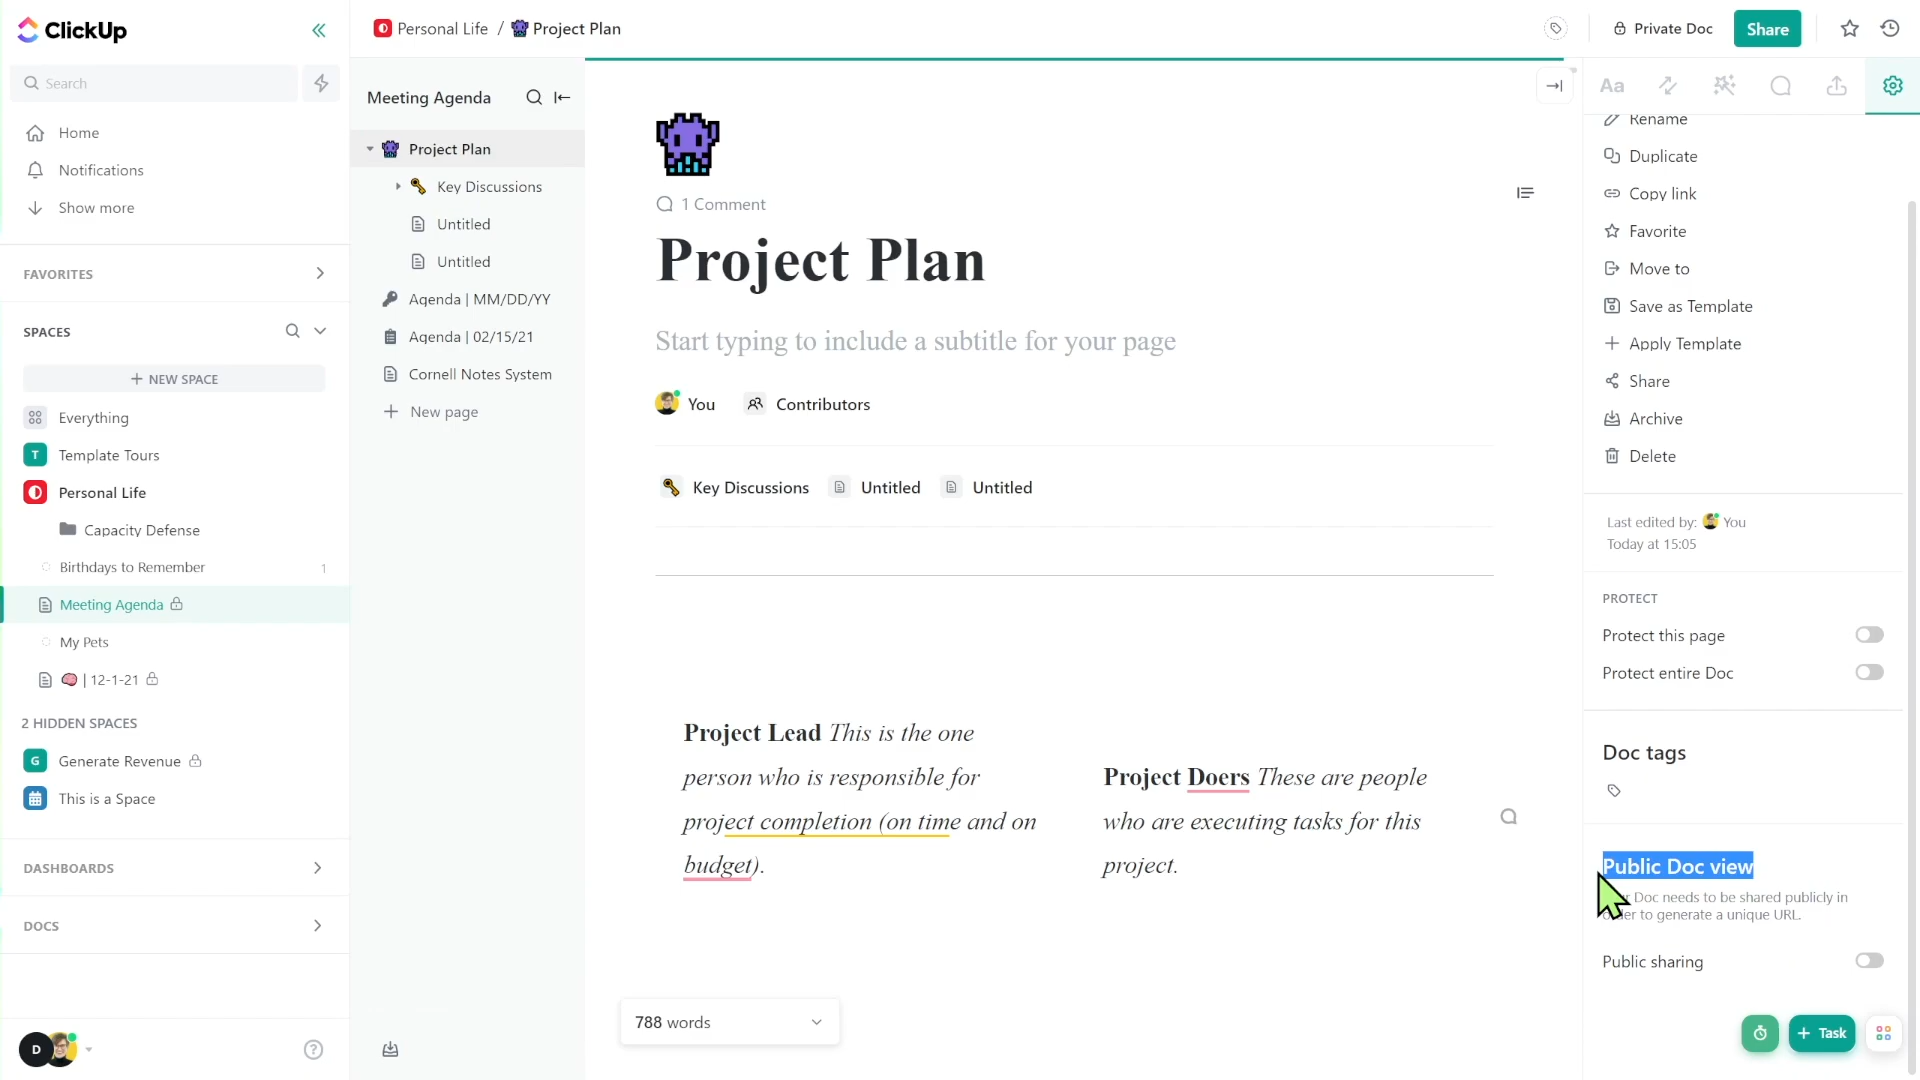 ClickUp
Search
Home
Notifications
Show more
FAVORITES
SPACES
NEW SPACE
Everything
T Template Tours
Personal Life
Capacity Defense
Birthdays to Remember 1
Meeting Agenda
My Pets
| 12-1-21
2 HIDDEN SPACES
G Generate Revenue
This is a Space
DASHBOARDS
DOCS
D
Personal Life / Project Plan
Private Doc Share
Meeting Agenda
Project Plan
Key Discussions
Untitled
Untitled
Agenda | MM/DD/YY
Agenda | 02/15/21
Cornell Notes System
New page
1 Comment
Project Plan
Start typing to include a subtitle for your page
You Contributors
Key Discussions Untitled Untitled
Project Lead This is the one
person who is responsible for
project completion (on time and on
budget).
Project Doers These are people
who are executing tasks for this
project.
788 words
Aa
Rename
Duplicate
Copy link
Favorite
Move to
Save as Template
Apply Template
Share
Archive
Delete
Last edited by: You
Today at 15:05
PROTECT
Protect this page
Protect entire Doc
Doc tags
Public Doc view
Doc needs to be shared publicly in
to generate a unique URL.
Public sharing
+ Task